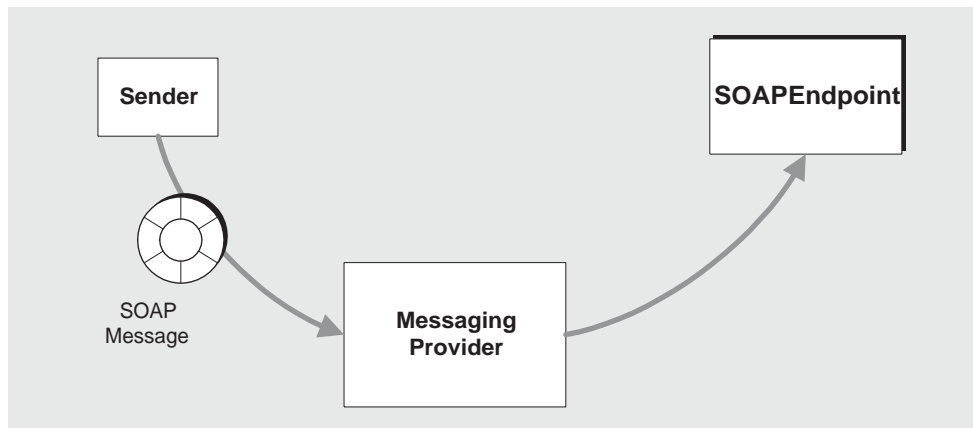 Sender
SOAPEndpoint
SOAP
Message
Messaging
Provider